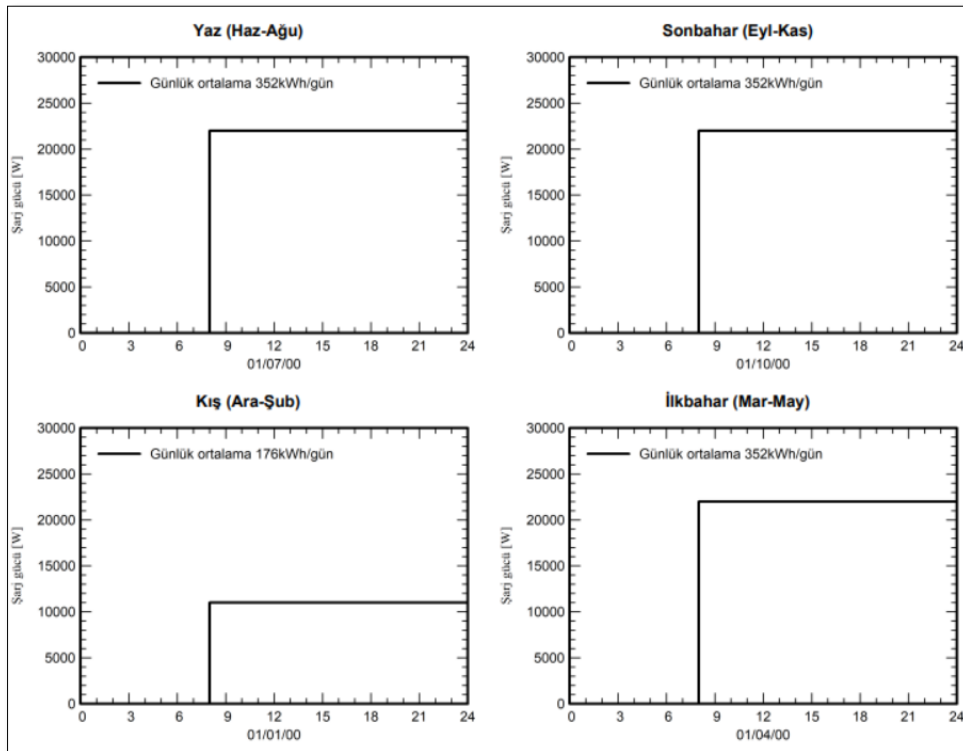 Yaz (Haz-Ağu)
30000
25000
20000
15000
10000
5000
0
Şarj gücü [W]
Günlük ortalama 352kWh/gün
0 3 6 9 12 15 18 21 24
01/07/00
Sonbahar (Eyl-Kas)
30000
25000
20000
15000
10000
5000
0
Şarj gücü [W]
Günlük ortalama 352kWh/gün
0 3 6 9 12 15 18 21 24
01/10/00
Kış (Ara-Şub)
30000
25000
20000
15000
10000
5000
0
Şarj gücü [W]
Günlük ortalama 176kWh/gün
0 3 6 9 12 15 18 21 24
01/01/00
İlkbahar (Mar-May)
30000
25000
20000
15000
10000
5000
0
Şarj gücü [W]
Günlük ortalama 352kWh/gün
0 3 6 9 12 15 18 21 24
01/04/00